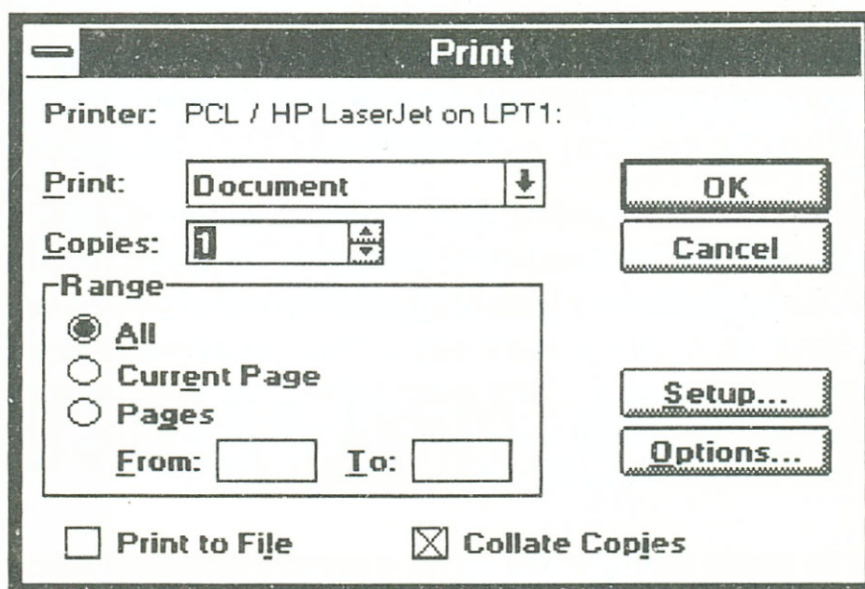 Print
Printer: PCL / HP LaserJet on LPT1:
Print: Document
OK
Copies: 1
Cancel
Range
All
Current Page
Pages
From: To:
Setup...
Options...
Print to File
Collate Copies